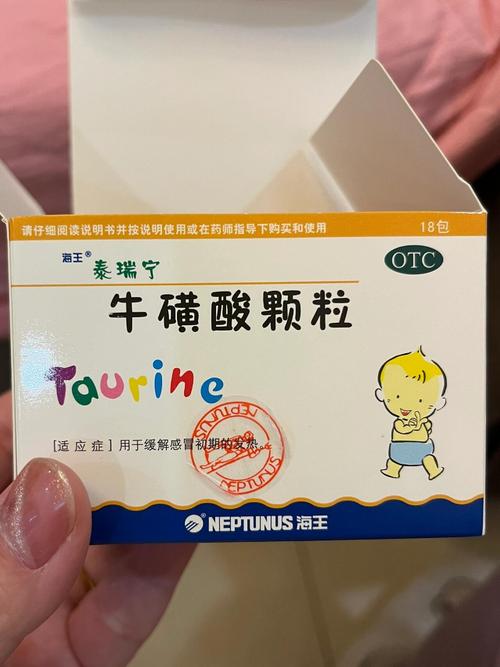 请仔细阅读说明书并按说明使用或在药师指导下购买和使用
18包
海王®
泰瑞宁
OTC
牛磺酸颗粒
Taurine
[适应症]用于缓解感冒初期的发热。
NEPTUNUS
NEPTUNUS
NEPTUNUS 海王